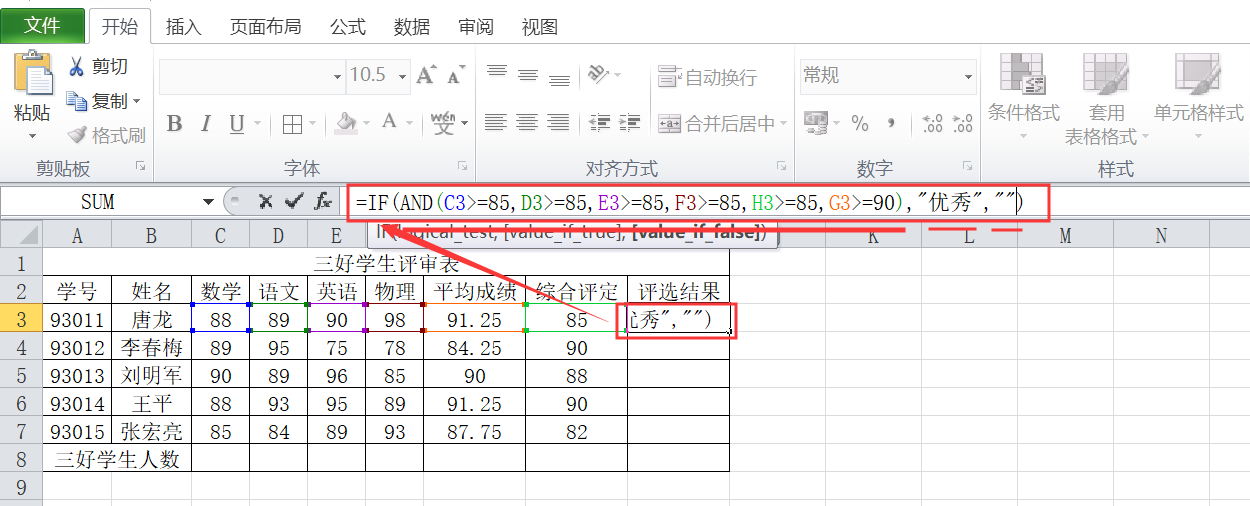 文件 开始 插入 页面布局 公式 数据 审阅 视图
剪切
复制
格式刷
粘贴
10.5 A A
B I U A wén 文
自动换行
合并后居中
常规
% , .00 .0
条件格式 套用 表格格式 单元格样式
剪贴板 字体 对齐方式 数字 样式
SUM fx =IF(AND(C3>=85,D3>=85,E3>=85,F3>=85,H3>=85,G3>=90),"优秀","")
IF(logical_test, [value_if_true], [value_if_false])
A B C D E K L M N
1 三好学生评审表
2 学号 姓名 数学 语文 英语 物理 平均成绩 综合评定 评选结果
3 93011 唐龙 88 89 90 98 91.25 85 秀","")
4 93012 李春梅 89 95 75 78 84.25 90
5 93013 刘明军 90 89 96 85 90 88
6 93014 王平 88 93 95 89 91.25 90
7 93015 张宏亮 85 84 89 93 87.75 82
8 三好学生人数
9